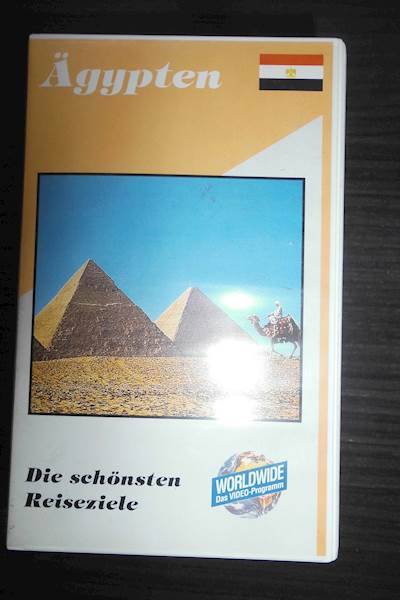 Ägypten
Die schönsten
Reiseziele
WORLDWIDE
Das VIDEO-Programm